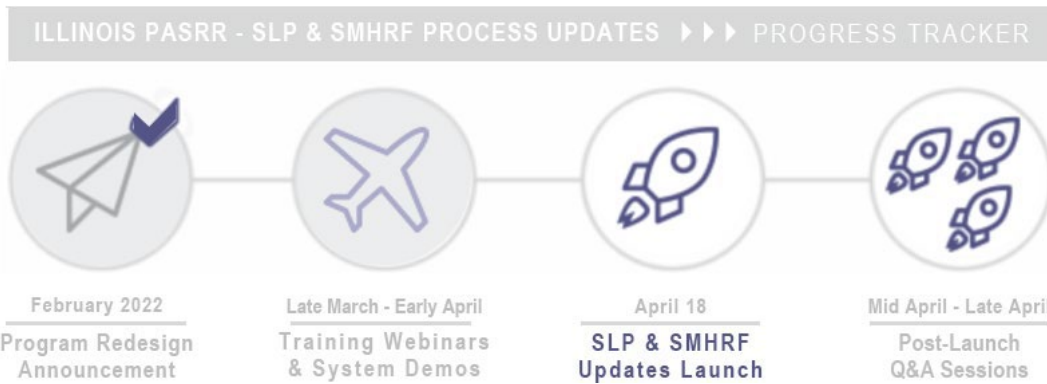 ILLINOIS PASRR - SLP & SMHRF PROCESS UPDATES PROGRESS TRACKER
February 2022
Program Redesign
Announcement
Late March - Early April
Training Webinars
& System Demos
April 18
SLP & SMHRF
Updates Launch
Mid April - Late April
Post-Launch
Q&A Sessions